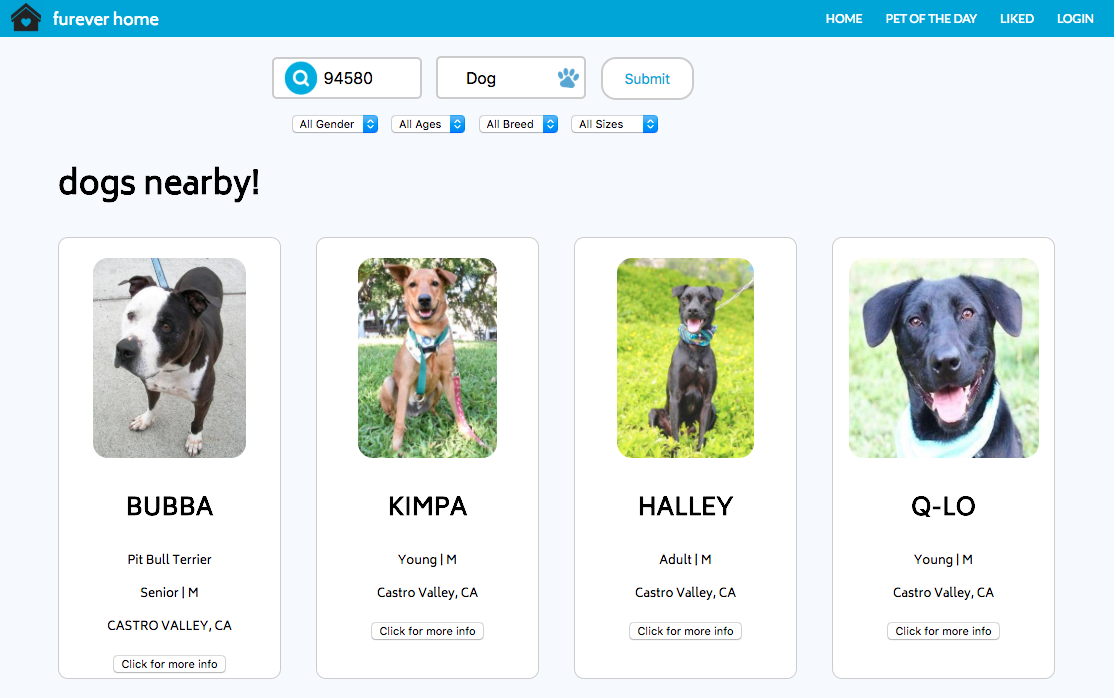 furever home
HOME PET OF THE DAY LIKED LOGIN
94580 Dog Submit
All Gender All Ages All Breed All Sizes
dogs nearby!
BUBBA
Pit Bull Terrier
Senior | M
CASTRO VALLEY, CA
Click for more info
KIMPA
Young | M
Castro Valley, CA
Click for more info
HALLEY
Adult | M
Castro Valley, CA
Click for more info
Q-LO
Young | M
Castro Valley, CA
Click for more info